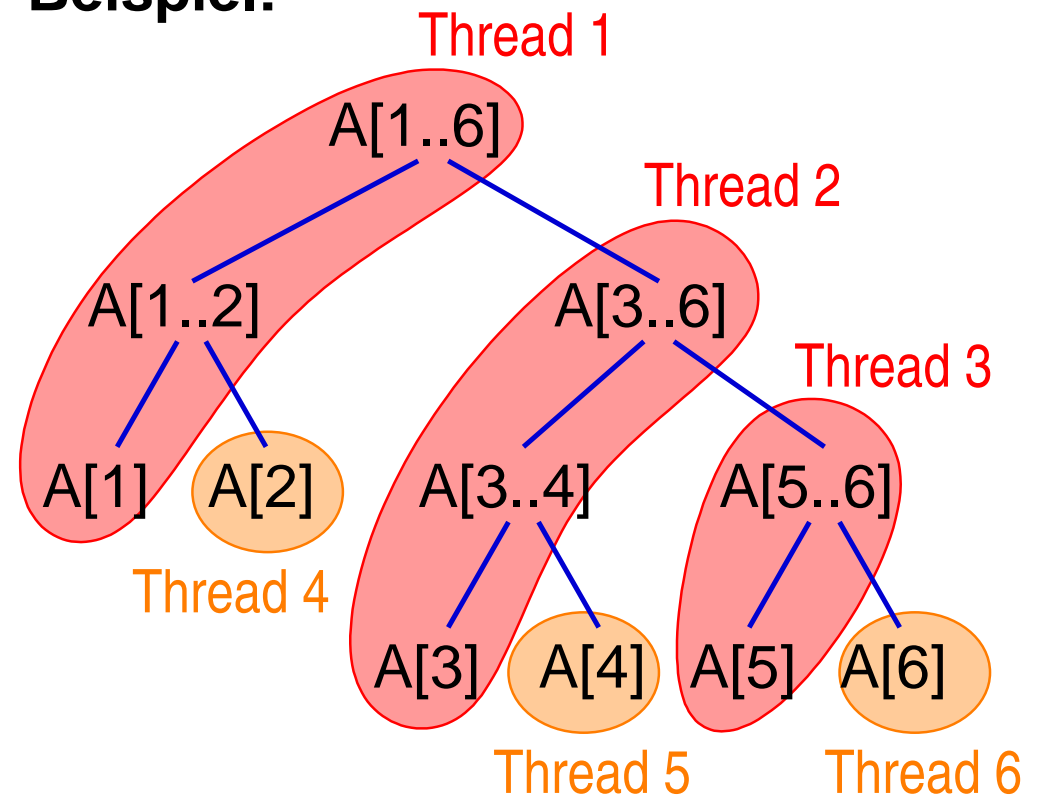 Beispiel:
Thread 1
A[1..6]
Thread 2
A[1..2]
A[3..6]
Thread 3
A[1]
A[2]
A[3..4]
A[5..6]
Thread 4
A[3]
A[4]
A[5]
A[6]
Thread 5
Thread 6